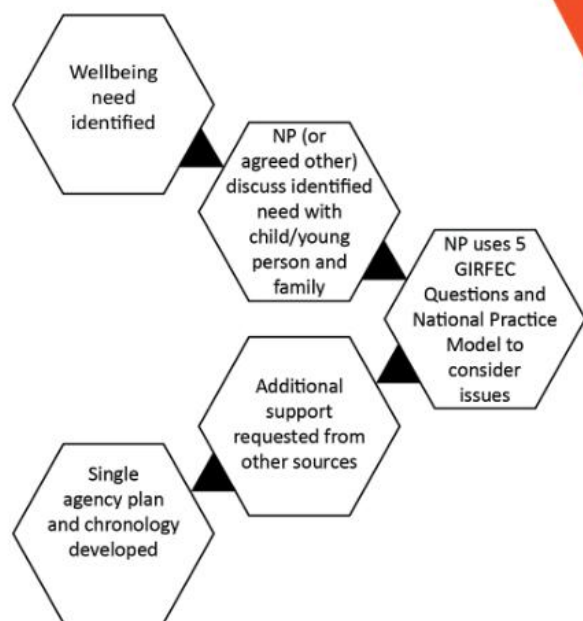 Wellbeing
need
identified
NP (or
agreed other)
discuss identified
need with
child/young
person and
family
NP uses 5
GIRFEC
Questions and
National Practice
Model to
consider
issues
Additional
support
requested from
other sources
Single
agency plan
and chronology
developed